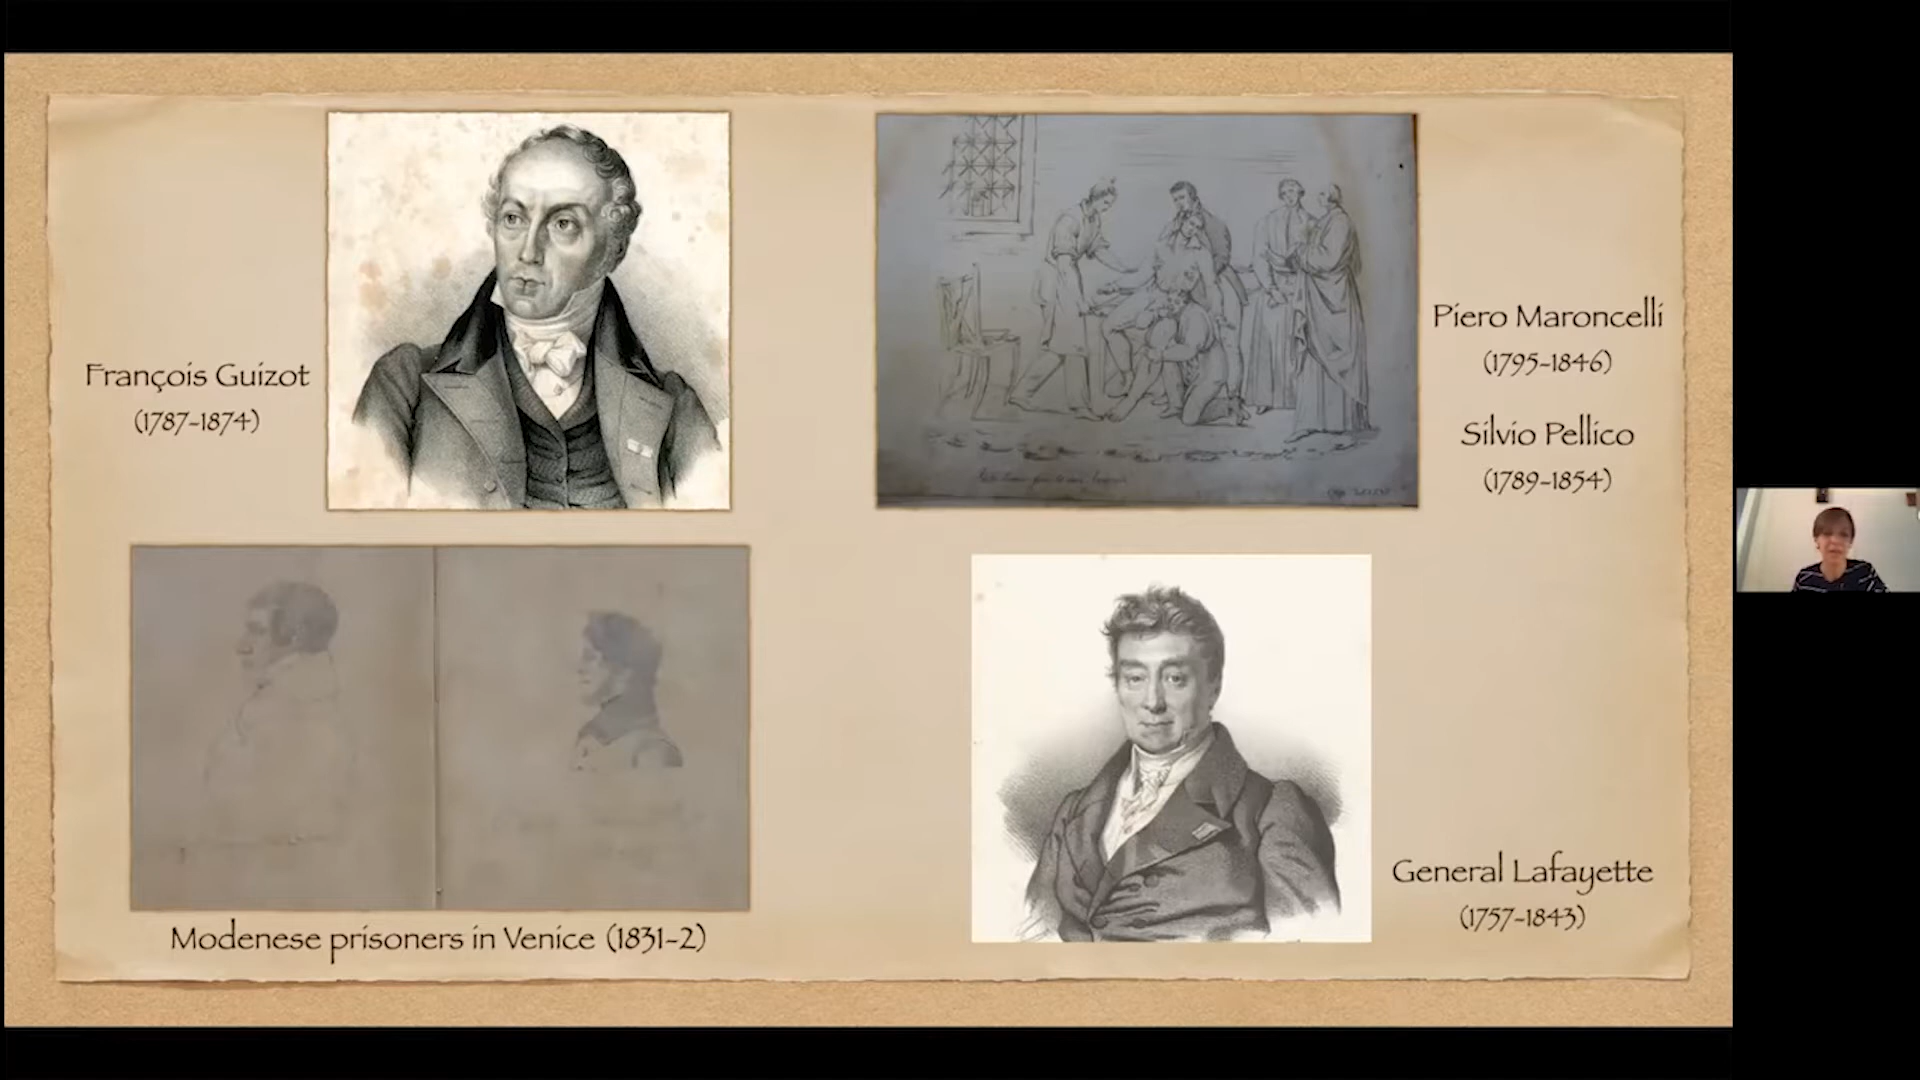 François Guizot
(1787-1874)
Piero Maroncelli
(1795-1846)
Silvio Pellico
(1789-1854)
Modenese prisoners in Venice (1831-2)
General Lafayette
(1757-1843)